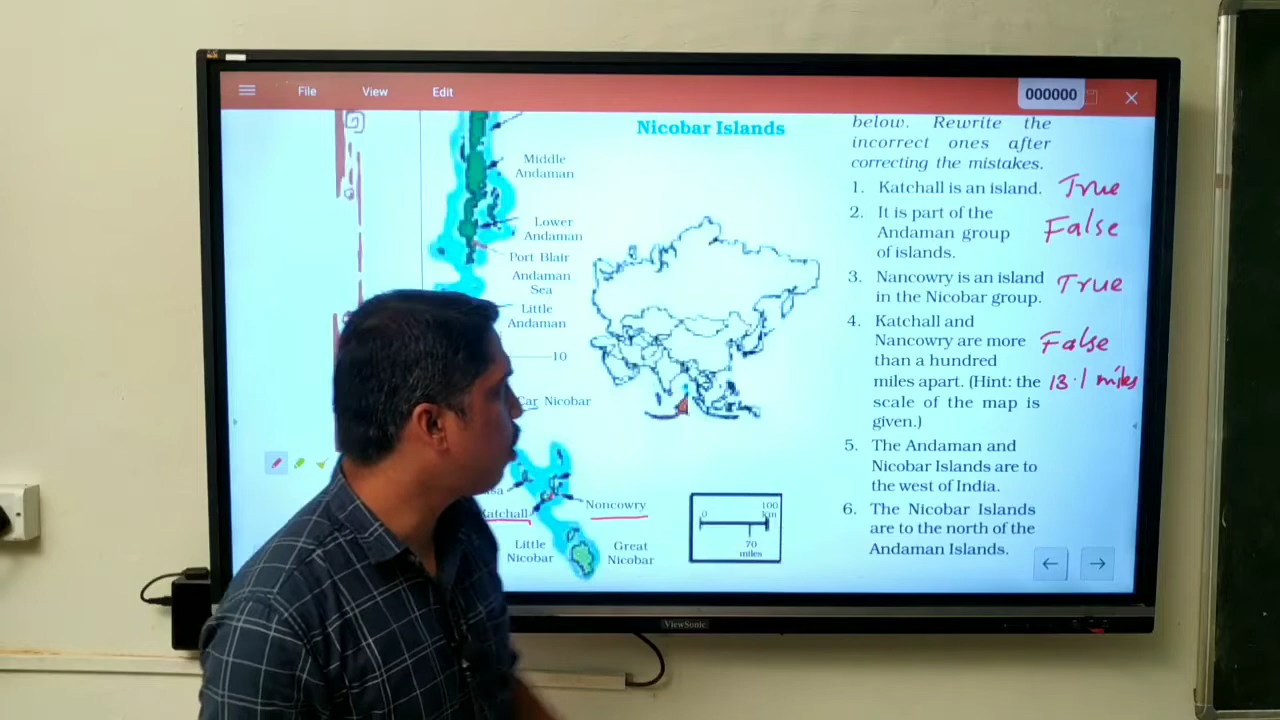 File View Edit
000000
Nicobar Islands
Middle
Andaman
Lower
Andaman
Port Blair
Andaman
Sea
Little
Andaman
10
Car Nicobar
Katchall
Noncowry
Little
Nicobar
Great
Nicobar
0 100
km
70
miles
below. Rewrite the
incorrect ones after
correcting the mistakes.
1. Katchall is an island. True
2. It is part of the
Andaman group False
of islands.
3. Nancowry is an island True
in the Nicobar group.
4. Katchall and
Nancowry are more False
than a hundred
miles apart. (Hint: the 13.1 miles
scale of the map is
given.)
5. The Andaman and
Nicobar Islands are to
the west of India.
6. The Nicobar Islands
are to the north of the
Andaman Islands.
ViewSonic